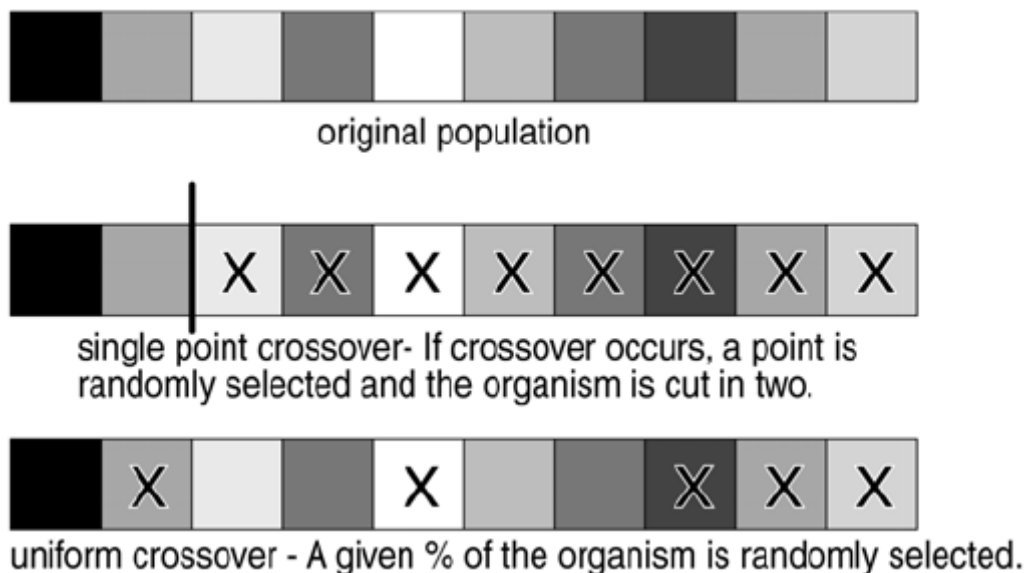 original population
X X X X X X X X
single point crossover- If crossover occurs, a point is
randomly selected and the organism is cut in two.
X X X X X
uniform crossover - A given % of the organism is randomly selected.